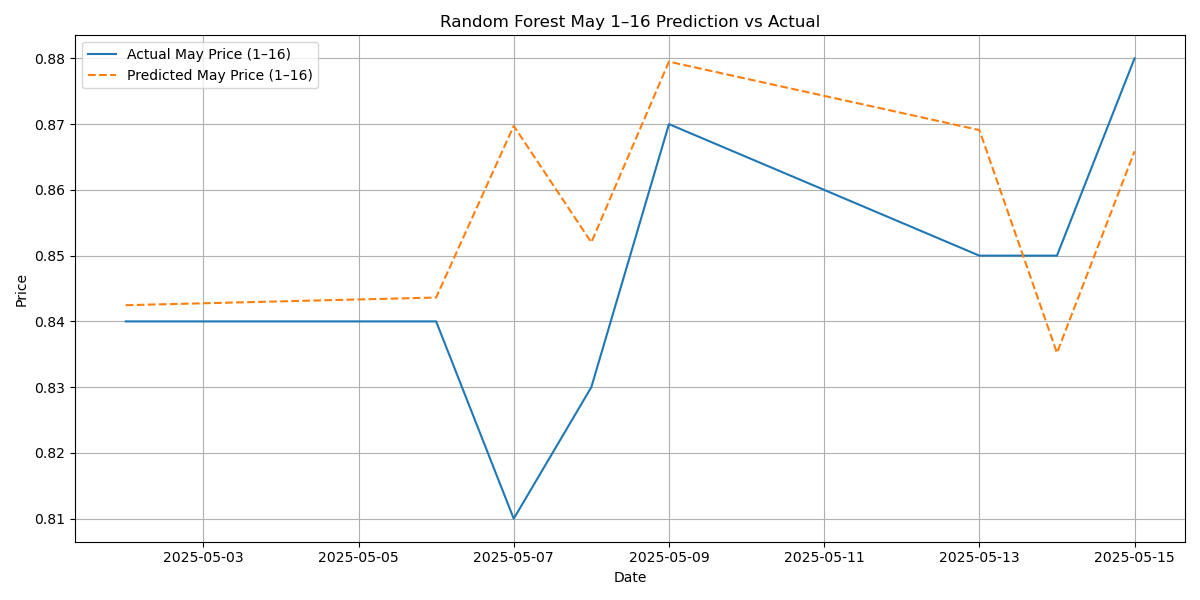 Random Forest May 1–16 Prediction vs Actual
Actual May Price (1–16)
Predicted May Price (1–16)
0.88
0.87
0.86
0.85
0.84
0.83
0.82
0.81
Price
2025-05-03 2025-05-05 2025-05-07 2025-05-09 2025-05-11 2025-05-13 2025-05-15
Date